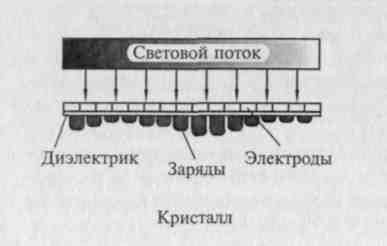 Световой поток
Диэлектрик
Заряды
Электроды
Кристалл